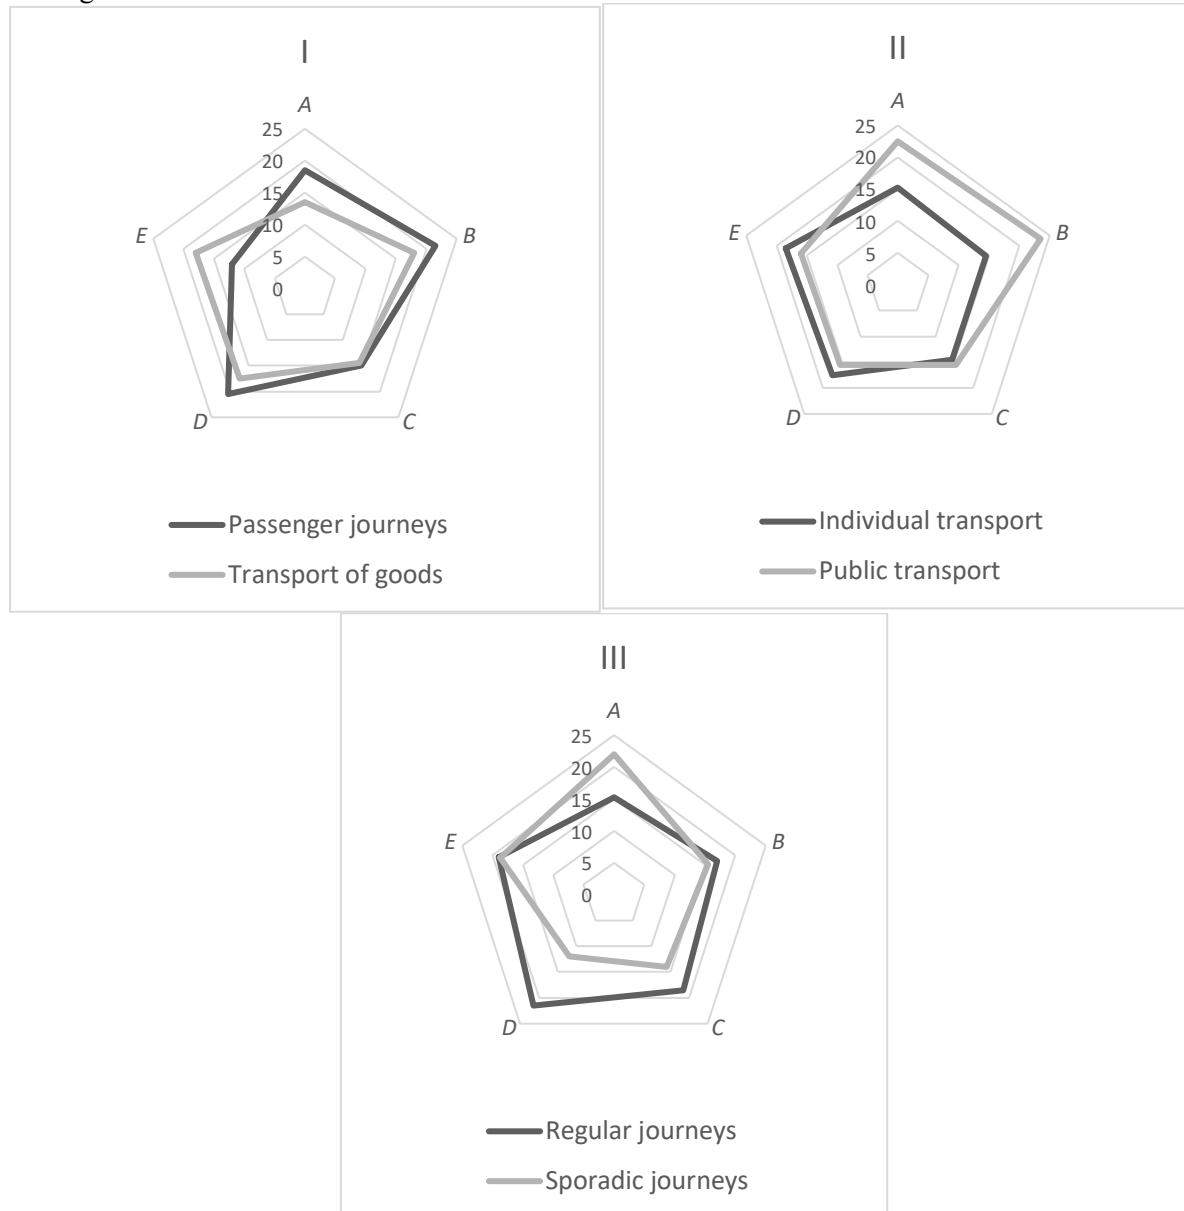 I
A
25
20
15
10
5
0
E
B
D
C
Passenger journeys
Transport of goods
II
A
25
20
15
10
5
0
E
B
D
C
Individual transport
Public transport
III
A
25
20
15
10
5
0
E
B
D
C
Regular journeys
Sporadic journeys